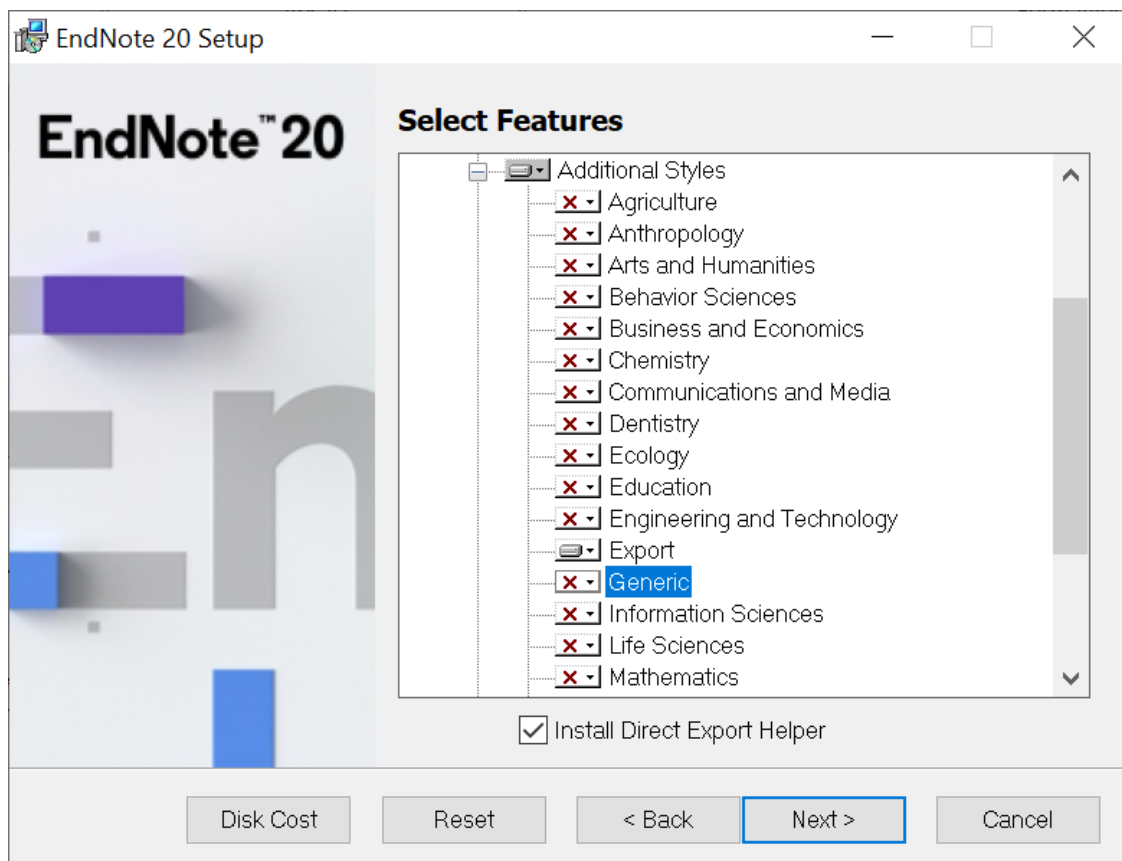 EndNote 20 Setup
EndNote™20
Select Features
Additional Styles
Agriculture
Anthropology
Arts and Humanities
Behavior Sciences
Business and Economics
Chemistry
Communications and Media
Dentistry
Ecology
Education
Engineering and Technology
Export
Generic
Information Sciences
Life Sciences
Mathematics
Install Direct Export Helper
Disk Cost
Reset
< Back
Next >
Cancel